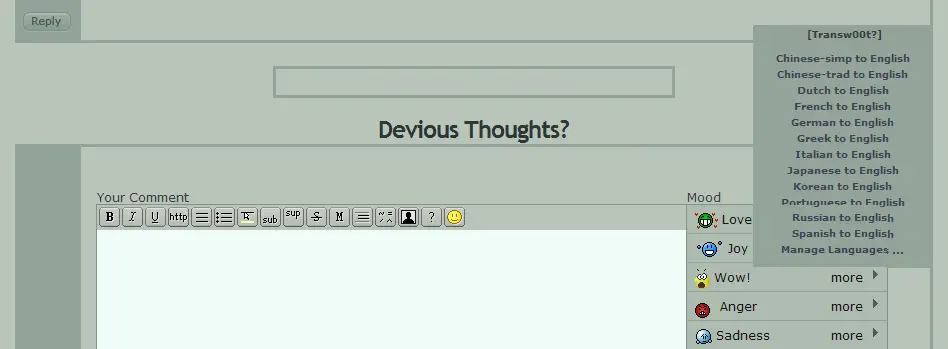 Reply
[Transw00t?]
Chinese-simp to English
Chinese-trad to English
Dutch to English
French to English
German to English
Greek to English
Italian to English
Japanese to English
Korean to English
Portuguese to English
Russian to English
Spanish to English
Manage Languages ...
Devious Thoughts?
Your Comment
B I U http sub sup S M ?
Mood
Love
Joy
Wow! more
Anger more
Sadness more